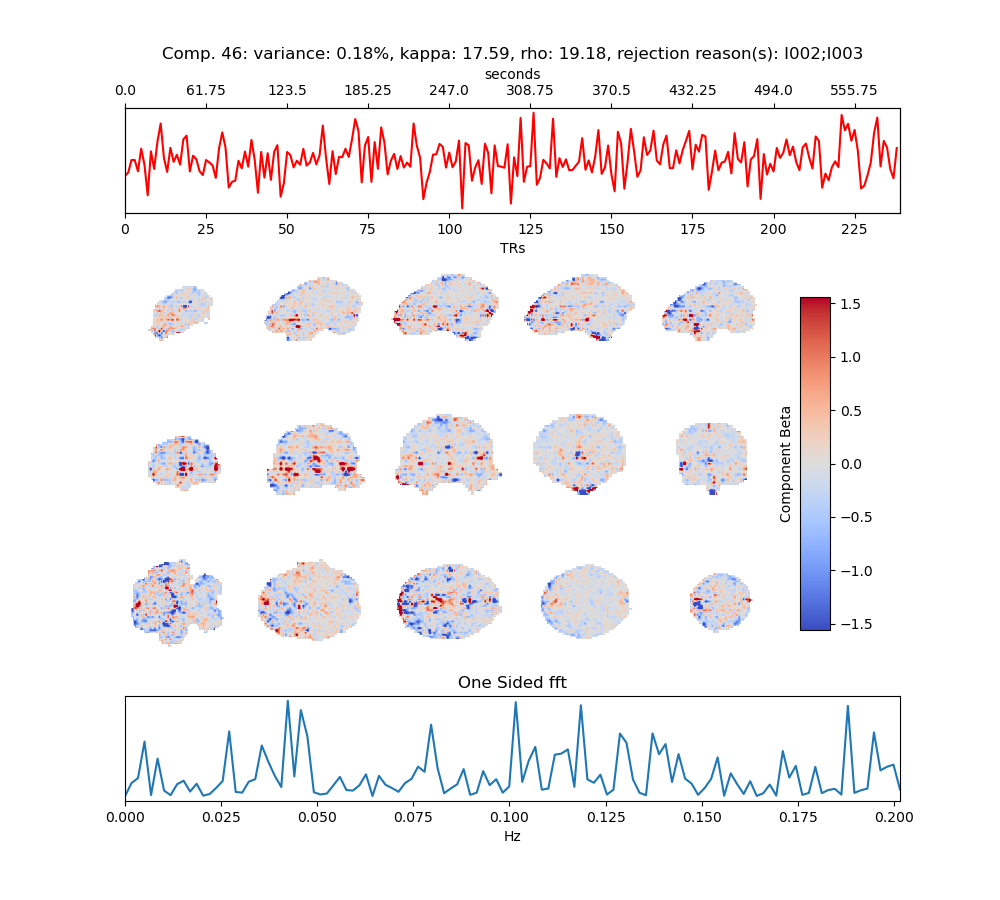 Comp. 46: variance: 0.18%, kappa: 17.59, rho: 19.18, rejection reason(s): I002;I003
seconds
0.0 61.75 123.5 185.25 247.0 308.75 370.5 432.25 494.0 555.75
0 25 50 75 100 125 150 175 200 225
TRs
1.5
1.0
0.5
0.0
−0.5
−1.0
−1.5
Component Beta
One Sided fft
0.000 0.025 0.050 0.075 0.100 0.125 0.150 0.175 0.200
Hz